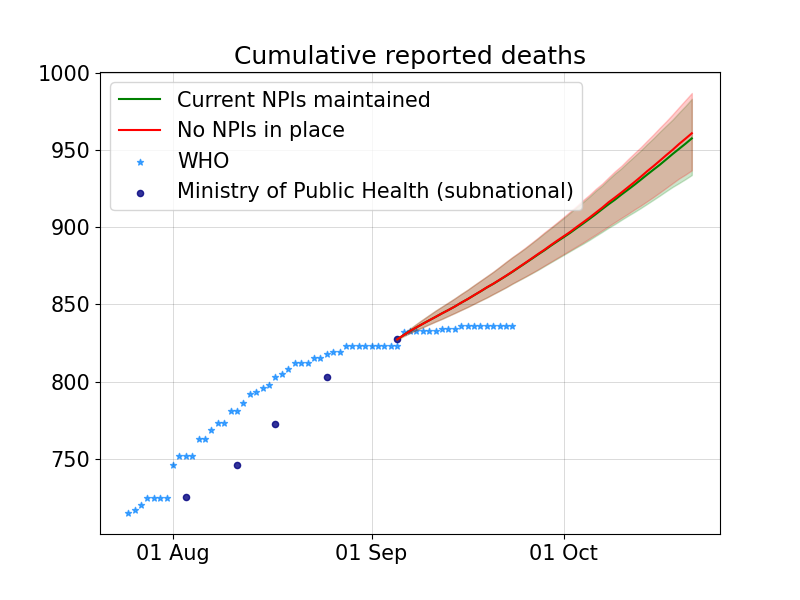 Cumulative reported deaths
1000
950
900
850
800
750
Current NPIs maintained
No NPIs in place
WHO
Ministry of Public Health (subnational)
01 Aug
01 Sep
01 Oct